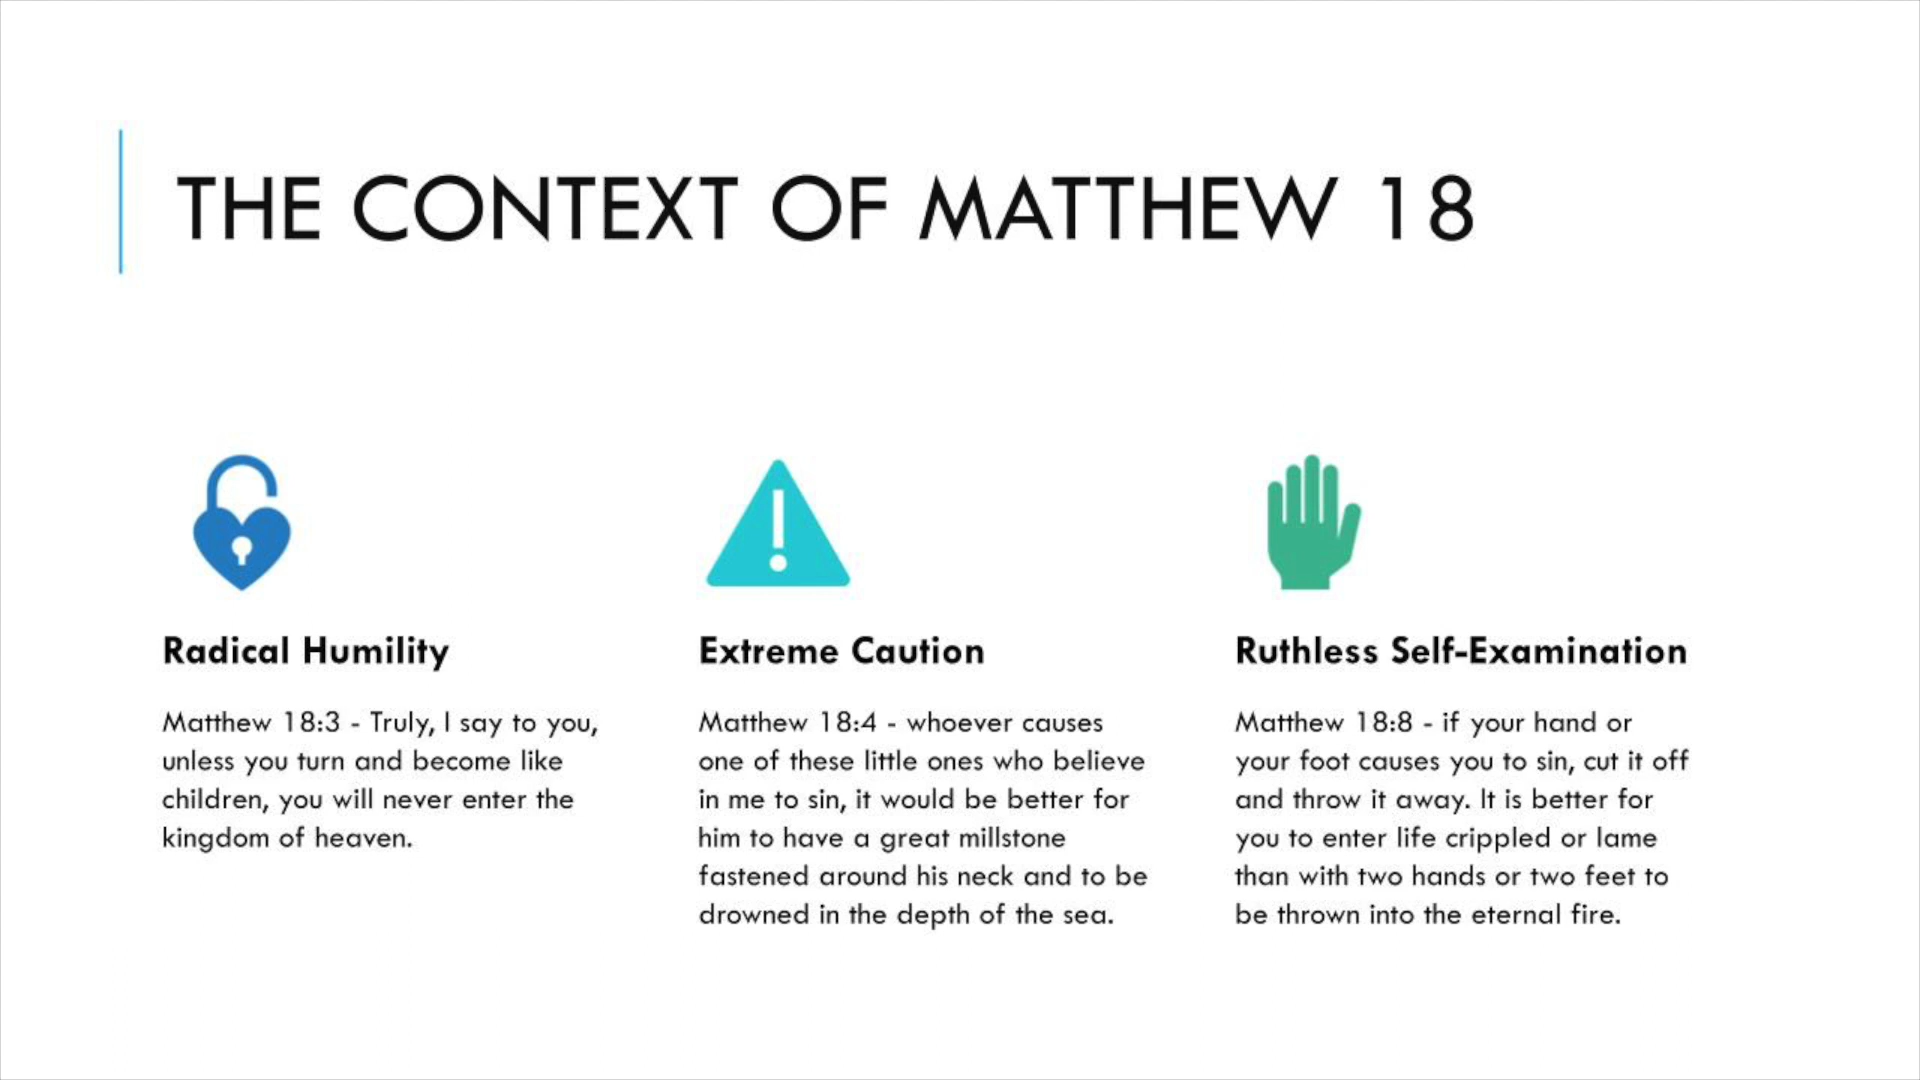 THE CONTEXT OF MATTHEW 18
Radical Humility
Matthew 18:3 - Truly, I say to you,
unless you turn and become like
children, you will never enter the
kingdom of heaven.
Extreme Caution
Matthew 18:4 - whoever causes
one of these little ones who believe
in me to sin, it would be better for
him to have a great millstone
fastened around his neck and to be
drowned in the depth of the sea.
Ruthless Self-Examination
Matthew 18:8 - if your hand or
your foot causes you to sin, cut it off
and throw it away. It is better for
you to enter life crippled or lame
than with two hands or two feet to
be thrown into the eternal fire.